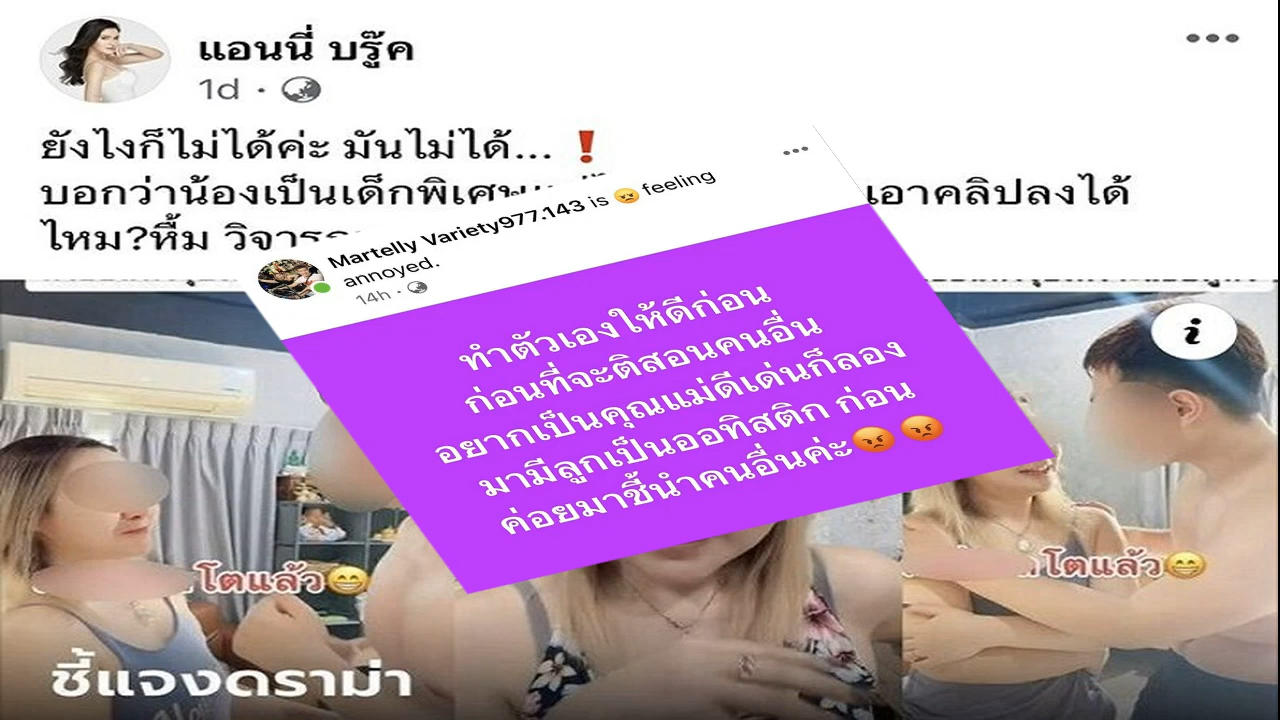 แอนนี่ บรู๊ค
1d ·
ยังไงก็ไม่ได้ค่ะ มันไม่ได้... ❗
บอกว่าน้องเป็นเด็กพิเศษ เอาคลิปลงได้
ไหม?หื้ม
Martelly Variety977.143 is 😠 feeling
annoyed.
14h ·
ทำตัวเองให้ดีก่อน
ก่อนที่จะติสอนคนอื่น
อยากเป็นคุณแม่ดีเด่นก็ลอง
มามีลูกเป็นออทิสติก ก่อน
ค่อยมาชี้นำคนอื่นค่ะ😡😡
โตแล้ว😁
โตแล้ว😁
ชี้แจงดราม่า
i